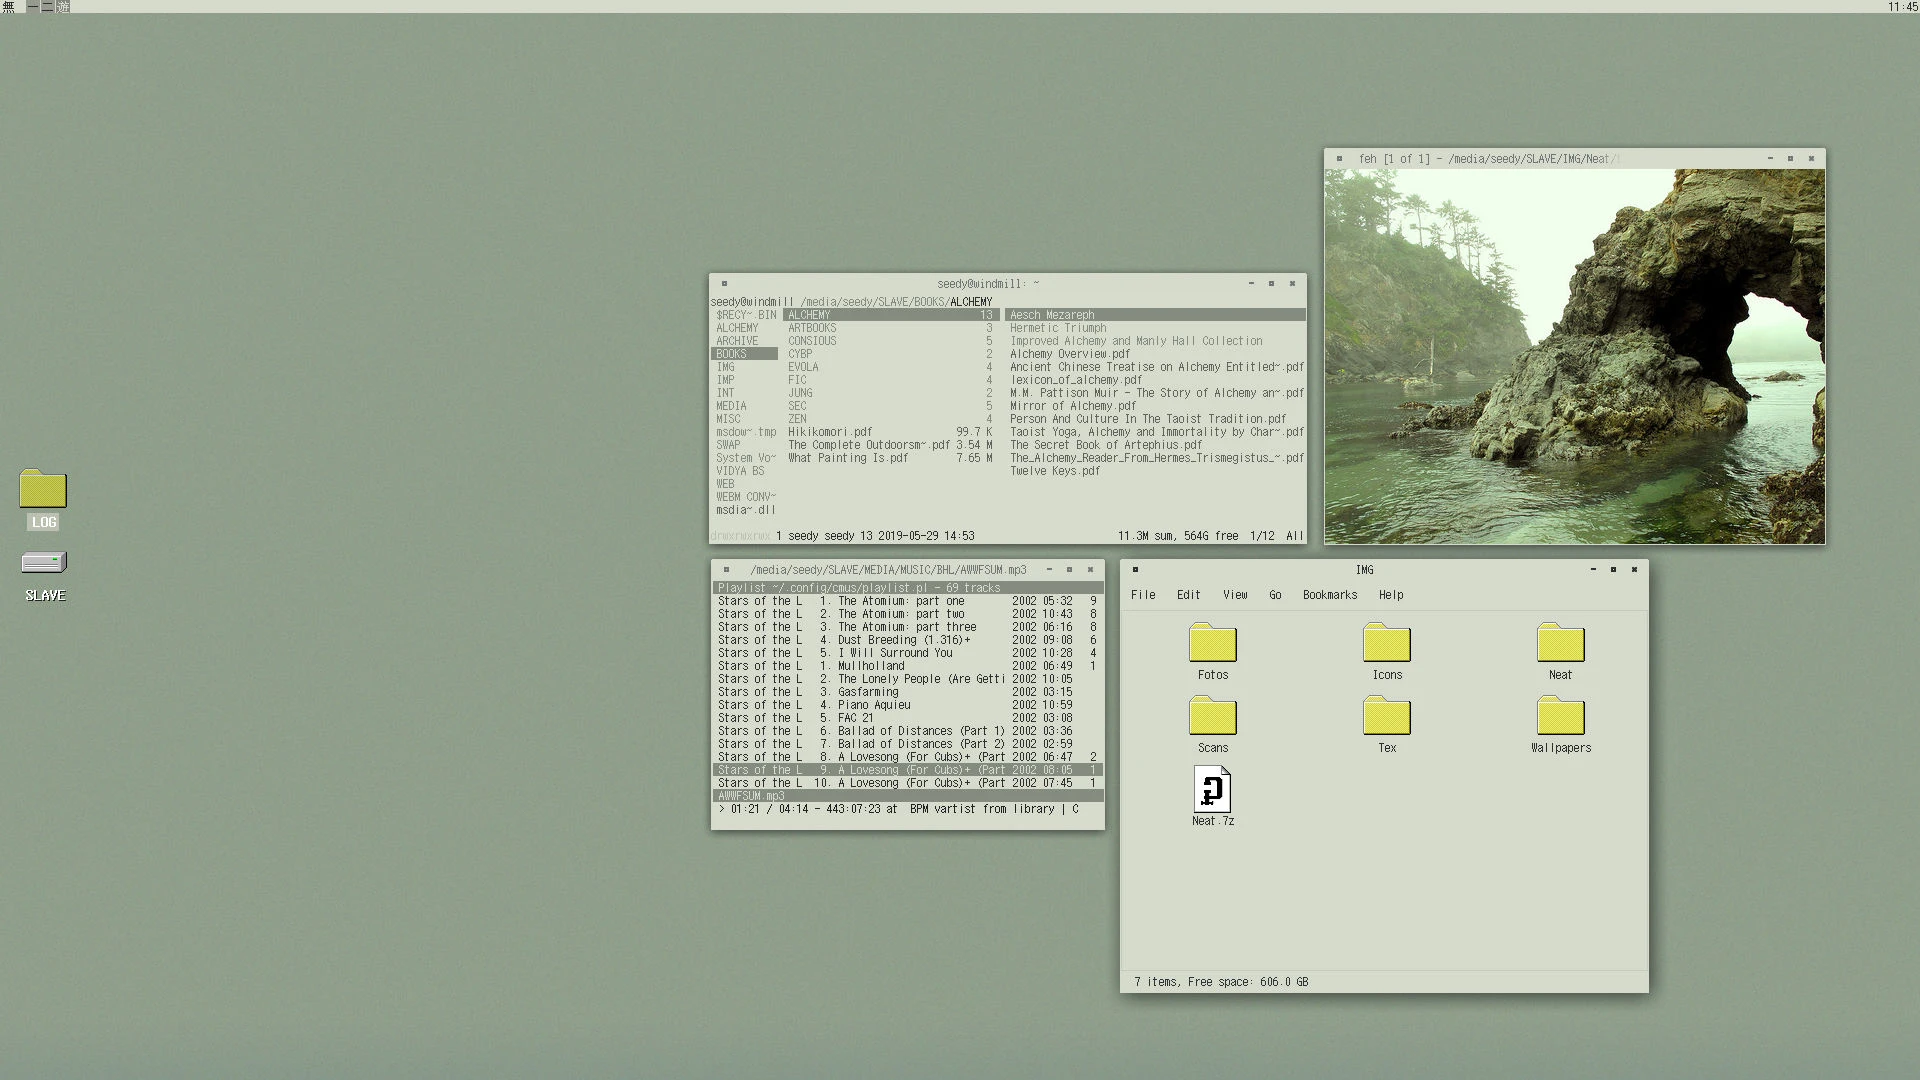 無 一 二 遊
11:45
LOG
SLAVE
seedy@windmill: ~
seedy@windmill /media/seedy/SLAVE/BOOKS/ALCHEMY
$RECY~.BIN ALCHEMY 13 Aesch Mezareph
ALCHEMY ARTBOOKS 3 Hermetic Triumph
ARCHIVE CONSIOUS 5 Improved Alchemy and Manly Hall Collection
BOOKS CYBP 2 Alchemy Overview.pdf
IMG EVOLA 4 Ancient Chinese Treatise on Alchemy Entitled~.pdf
IMP FIC 4 lexicon_of_alchemy.pdf
INT JUNG 2 M.M. Pattison Muir - The Story of Alchemy an~.pdf
MEDIA SEC 5 Mirror of Alchemy.pdf
MISC ZEN 4 Person And Culture In The Taoist Tradition.pdf
msdow~.tmp Hikikomori.pdf 99.7 K Taoist Yoga, Alchemy and Immortality by Char~.pdf
SWAP The Complete Outdoorsm~.pdf 3.54 M The Secret Book of Artephius.pdf
System Vo~ What Painting Is.pdf 7.65 M The_Alchemy_Reader_From_Hermes_Trismegistus_~.pdf
VIDYA BS Twelve Keys.pdf
WEB
WEBM CONV~
msdia~.dll
drwxrwxrwx 1 seedy seedy 13 2019-05-29 14:53 11.3M sum, 564G free 1/12 All
feh [1 of 1] - /media/seedy/SLAVE/IMG/Neat/
/media/seedy/SLAVE/MEDIA/MUSIC/BHL/AWWFSUM.mp3
Playlist ~/.config/cmus/playlist.pl - 69 tracks
Stars of the L 1. The Atomium: part one 2002 05:32 9
Stars of the L 2. The Atomium: part two 2002 10:43 8
Stars of the L 3. The Atomium: part three 2002 06:16 8
Stars of the L 4. Dust Breeding (1.316)+ 2002 09:08 6
Stars of the L 5. I Will Surround You 2002 10:28 4
Stars of the L 1. Mullholland 2002 06:49 1
Stars of the L 2. The Lonely People (Are Getti 2002 10:05
Stars of the L 3. Gasfarming 2002 03:15
Stars of the L 4. Piano Aquieu 2002 10:59
Stars of the L 5. FAC 21 2002 03:08
Stars of the L 6. Ballad of Distances (Part 1) 2002 03:36
Stars of the L 7. Ballad of Distances (Part 2) 2002 02:59
Stars of the L 8. A Lovesong (For Cubs)+ (Part 2002 06:47 2
Stars of the L 9. A Lovesong (For Cubs)+ (Part 2002 08:05 1
Stars of the L 10. A Lovesong (For Cubs)+ (Part 2002 07:45 1
AWWFSUM.mp3
> 01:21 / 04:14 - 443:07:23 at BPM vartist from library | C
IMG
File Edit View Go Bookmarks Help
Fotos Icons Neat
Scans Tex Wallpapers
Neat.7z
7 items, Free space: 606.0 GB